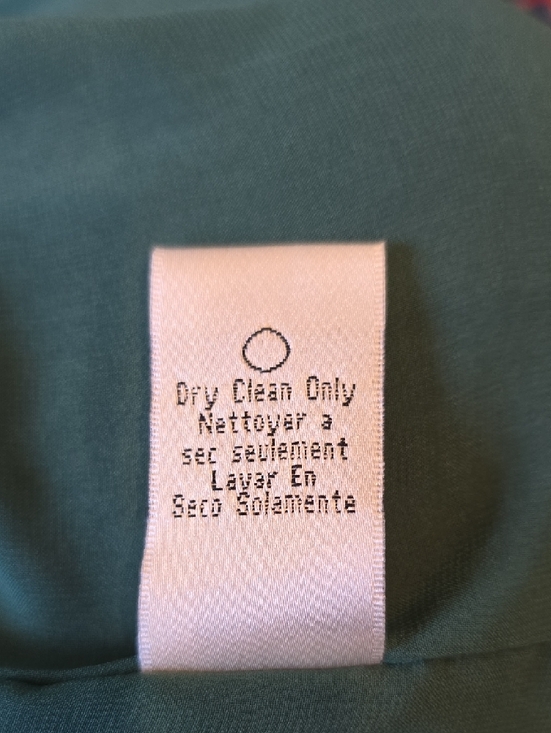 Dry Clean Only
Nettoyer a
sec seulement
Lavar En
Seco Solamente